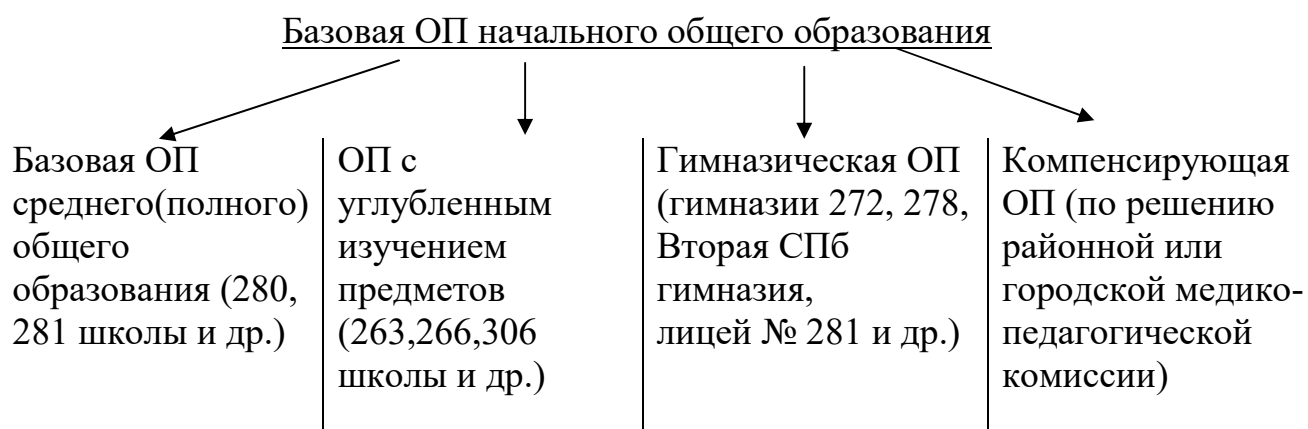 Базовая ОП начального общего образования
Базовая ОП
среднего(полного)
общего
образования (280,
281 школы и др.)
ОП с
углубленным
изучением
предметов
(263,266,306
школы и др.)
Гимназическая ОП
(гимназии 272, 278,
Вторая СПб
гимназия,
лицей № 281 и др.)
Компенсирующая
ОП (по решению
районной или
городской медико-
педагогической
комиссии)